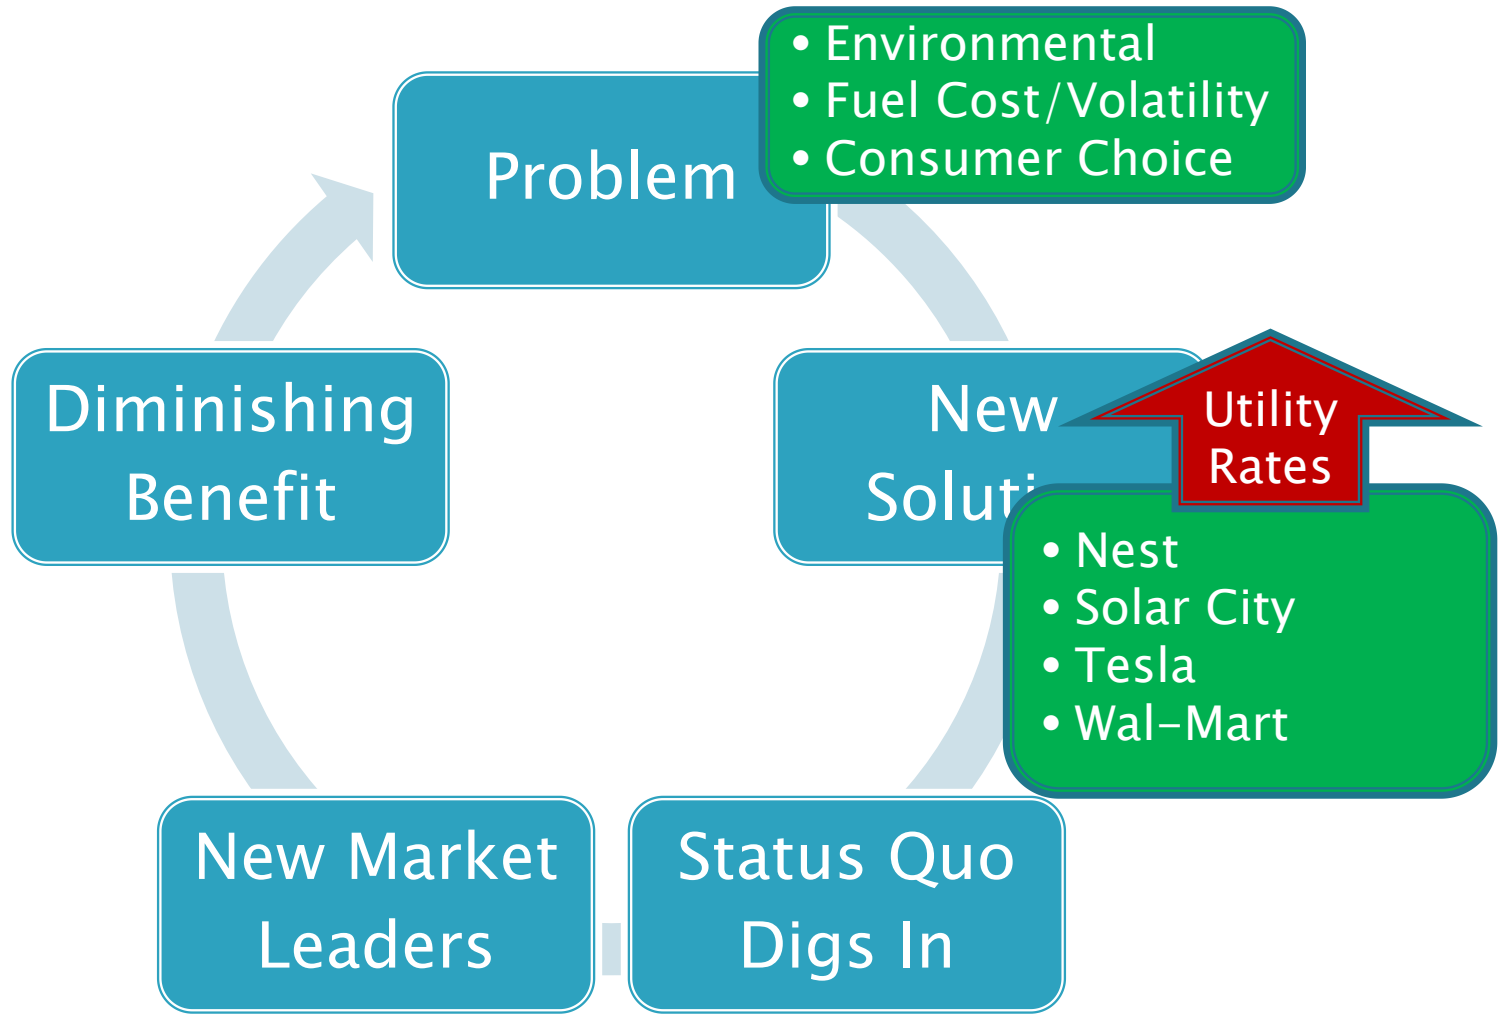 • Environmental
• Fuel Cost/Volatility
• Consumer Choice
Problem
Utility
Rates
New
• Nest
• Solar City
• Tesla
• Wal-Mart
Status Quo
Digs In
New Market
Leaders
Diminishing
Benefit